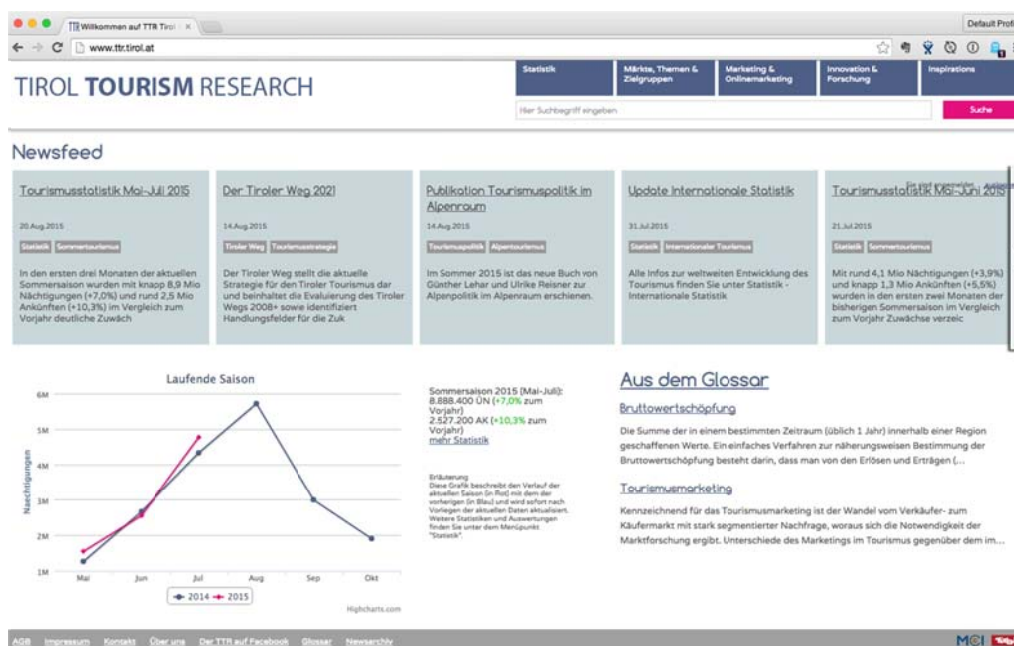 Willkommen auf TTR Tirol
Default Profi
www.ttr.tirol.at
TIROL TOURISM RESEARCH
Statistik
Märkte, Themen &
Zielgruppen
Marketing &
Onlinemarketing
Innovation &
Forschung
Inspirations
Hier Suchbegriff eingeben
Suche
Newsfeed
Tourismusstatistik Mai-Juli 2015
20.Aug.2015
Statistik Sommertourismus
In den ersten drei Monaten der aktuellen
Sommersaison wurden mit knapp 8,9 Mio
Nächtigungen (+7,0%) und rund 2,5 Mio
Ankünften (+10,3%) im Vergleich zum
Vorjahr deutliche Zuwäch
Der Tiroler Weg 2021
14.Aug.2015
Tiroler Weg Tourismusstrategie
Der Tiroler Weg stellt die aktuelle
Strategie für den Tiroler Tourismus dar
und beinhaltet die Evaluierung des Tiroler
Wegs 2008+ sowie identifiziert
Handlungsfelder für die Zuk
Publikation Tourismuspolitik im
Alpenraum
14.Aug.2015
Tourismuspolitik Alpentourismus
Im Sommer 2015 ist das neue Buch von
Günther Lehar und Ulrike Reisner zur
Alpenpolitik im Alpenraum erschienen.
Update Internationale Statistik
31.Jul.2015
Statistik Internationaler Tourismus
Alle Infos zur weltweiten Entwicklung des
Tourismus finden Sie unter Statistik -
Internationale Statistik
Tourismusstatistik Mai-Juni 2015
Sie sind angemeldet
21.Jul.2015
Statistik Sommertourismus
Mit rund 4,1 Mio Nächtigungen (+3,9%)
und knapp 1,3 Mio Ankünften (+5,5%)
wurden in den ersten zwei Monaten der
bisherigen Sommersaison im Vergleich
zum Vorjahr Zuwächse verzeic
Laufende Saison
Naechtigungen
6M
5M
4M
3M
2M
1M
Mai Jun Jul Aug Sep Okt
2014 2015
Highcharts.com
Sommersaison 2015 (Mai-Juli):
8.888.400 ÜN (+7,0% zum
Vorjahr)
2.527.200 AK (+10,3% zum
Vorjahr)
mehr Statistik
Erläuterung
Diese Grafik beschreibt den Verlauf der
aktuellen Saison (in Rot) mit dem der
vorherigen (in Blau) und wird sofort nach
Vorliegen der aktuellen Daten aktualisiert.
Weitere Statistiken und Auswertungen
finden Sie unter dem Menüpunkt
"Statistik".
Aus dem Glossar
Bruttowertschöpfung
Die Summe der in einem bestimmten Zeitraum (üblich 1 Jahr) innerhalb einer Region
geschaffenen Werte. Ein einfaches Verfahren zur näherungsweisen Bestimmung der
Bruttowertschöpfung besteht darin, dass man von den Erlösen und Erträgen (...
Tourismusmarketing
Kennzeichnend für das Tourismusmarketing ist der Wandel vom Verkäufer- zum
Käufermarkt mit stark segmentierter Nachfrage, woraus sich die Notwendigkeit der
Marktforschung ergibt. Unterschiede des Marketings im Tourismus gegenüber dem im...
AGB Impressum Kontakt Über uns Der TTR auf Facebook Glossar Newsarchiv
MCI